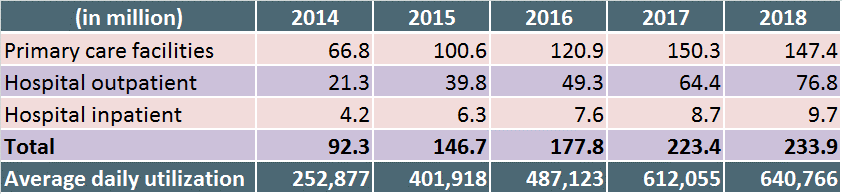 (in million) 2014 2015 2016 2017 2018
Primary care facilities 66.8 100.6 120.9 150.3 147.4
Hospital outpatient 21.3 39.8 49.3 64.4 76.8
Hospital inpatient 4.2 6.3 7.6 8.7 9.7
Total 92.3 146.7 177.8 223.4 233.9
Average daily utilization 252,877 401,918 487,123 612,055 640,766